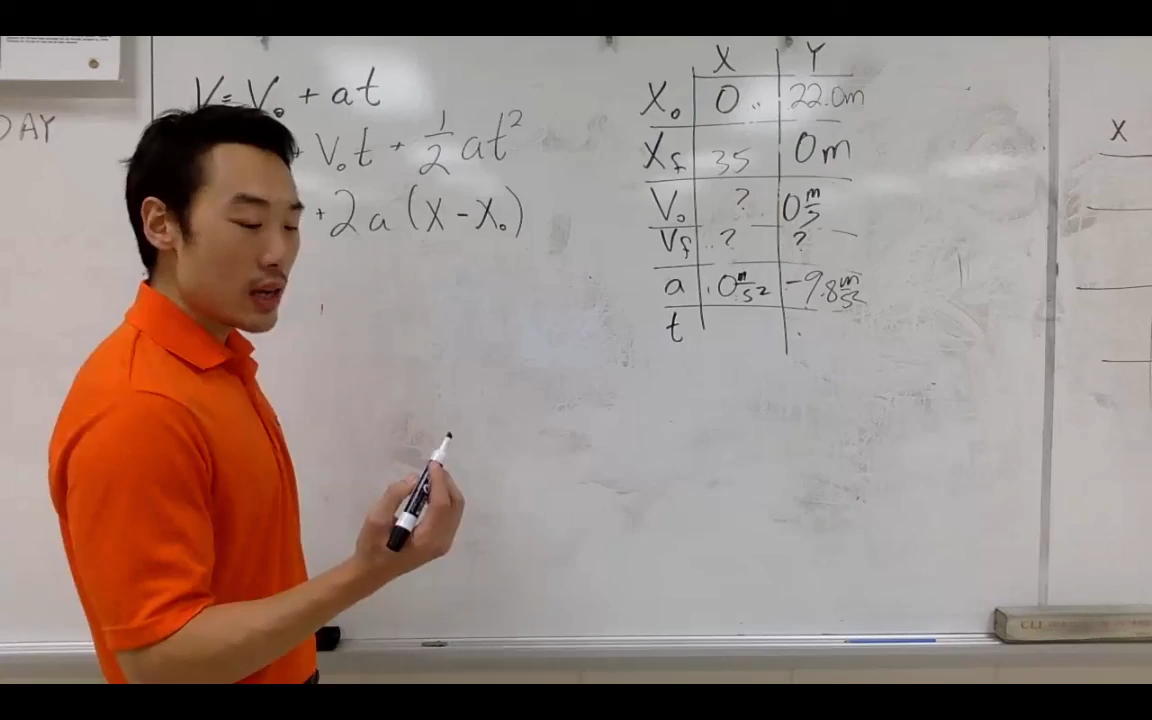 DAY
V = V₀ + at
+ V₀t + 1/2 at²
+ 2a (X - X₀)
X Y
X₀ 0 22.0m
X_f 35 0m
V₀ ? 0 m/s
V_f ? ?
a 0 m/s² -9.8 m/s²
t
X